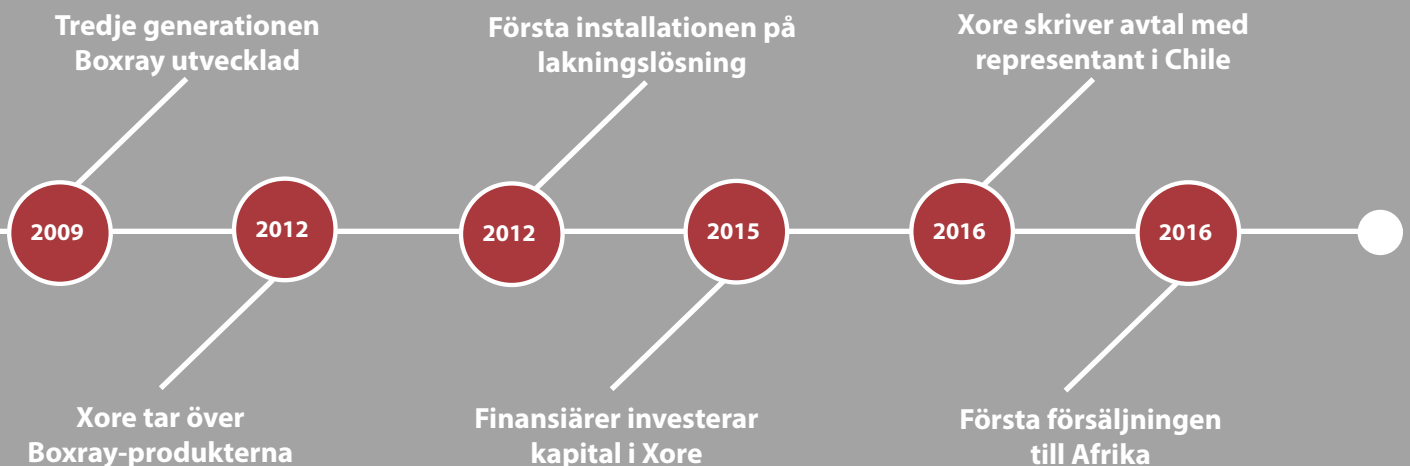 Tredje generationen
Boxray utvecklad
Första installationen på
lakningslösning
Xore skriver avtal med
representant i Chile
2009
2012
2012
2015
2016
2016
Xore tar över
Boxray-produkterna
Finansiärer investerar
kapital i Xore
Första försäljningen
till Afrika